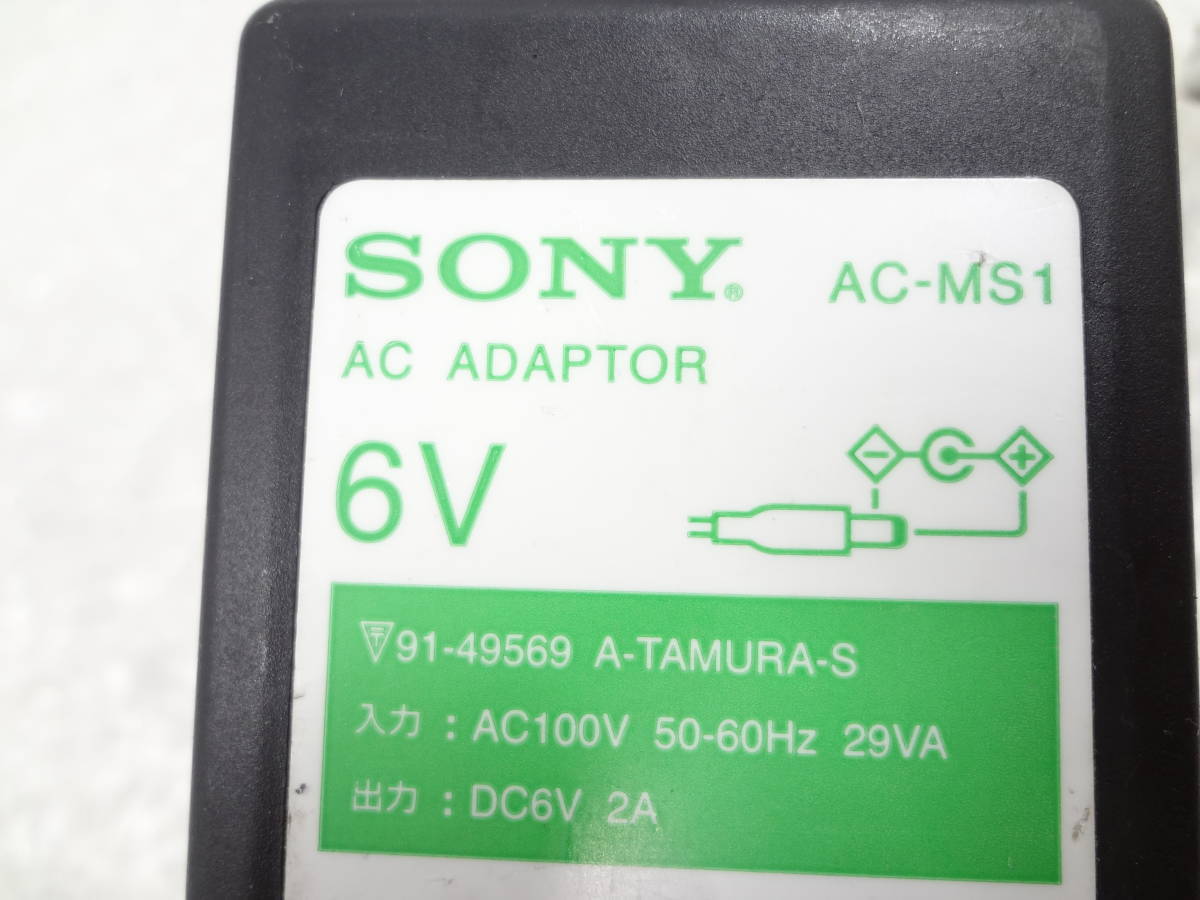 SONY® AC-MS1
AC ADAPTOR
6V
91-49569 A-TAMURA-S
入力 : AC100V 50-60Hz 29VA
出力 : DC6V 2A